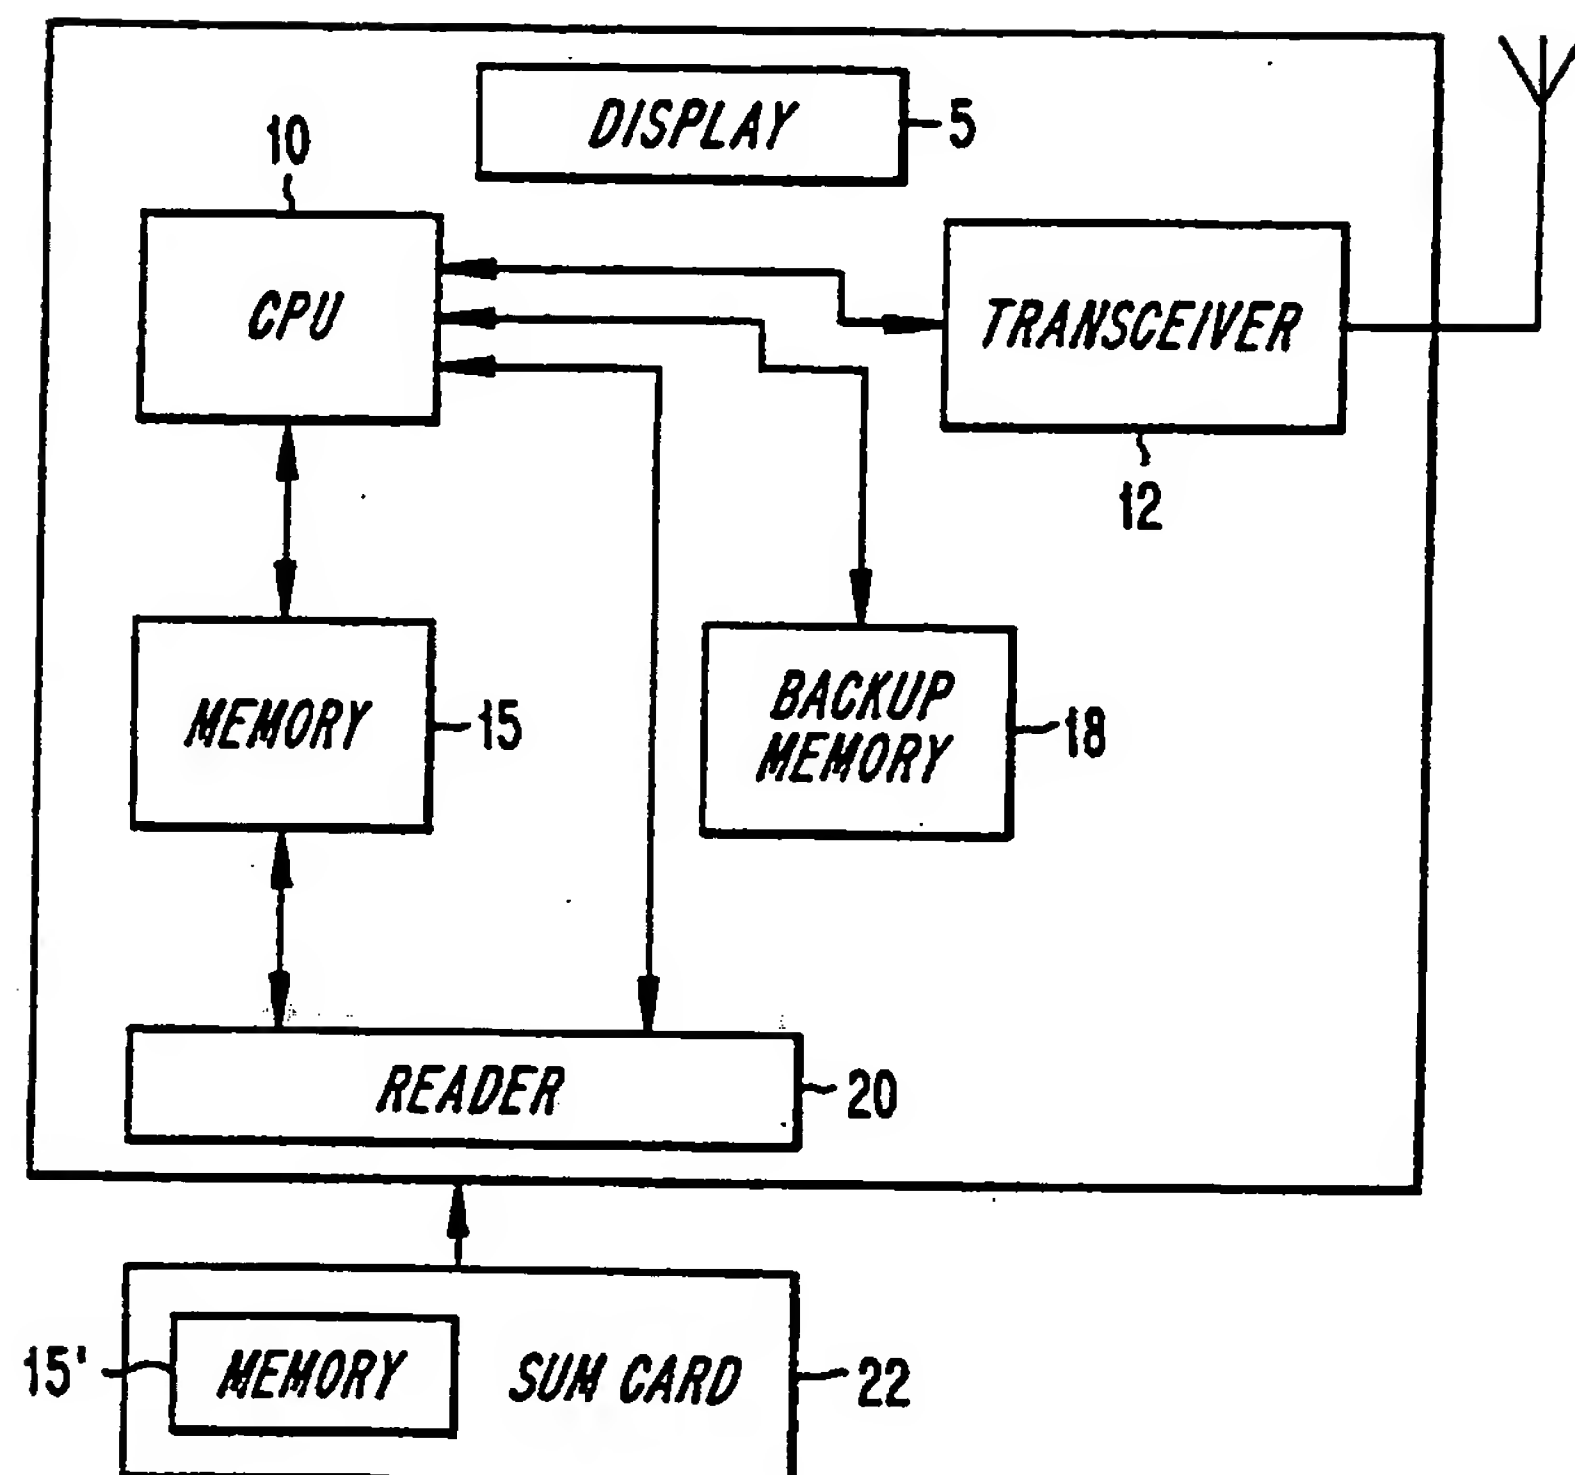 DISPLAY
5
10
CPU
TRANSCEIVER
12
MEMORY
15
BACKUP
MEMORY
18
READER
20
15'
MEMORY
SUM CARD
22